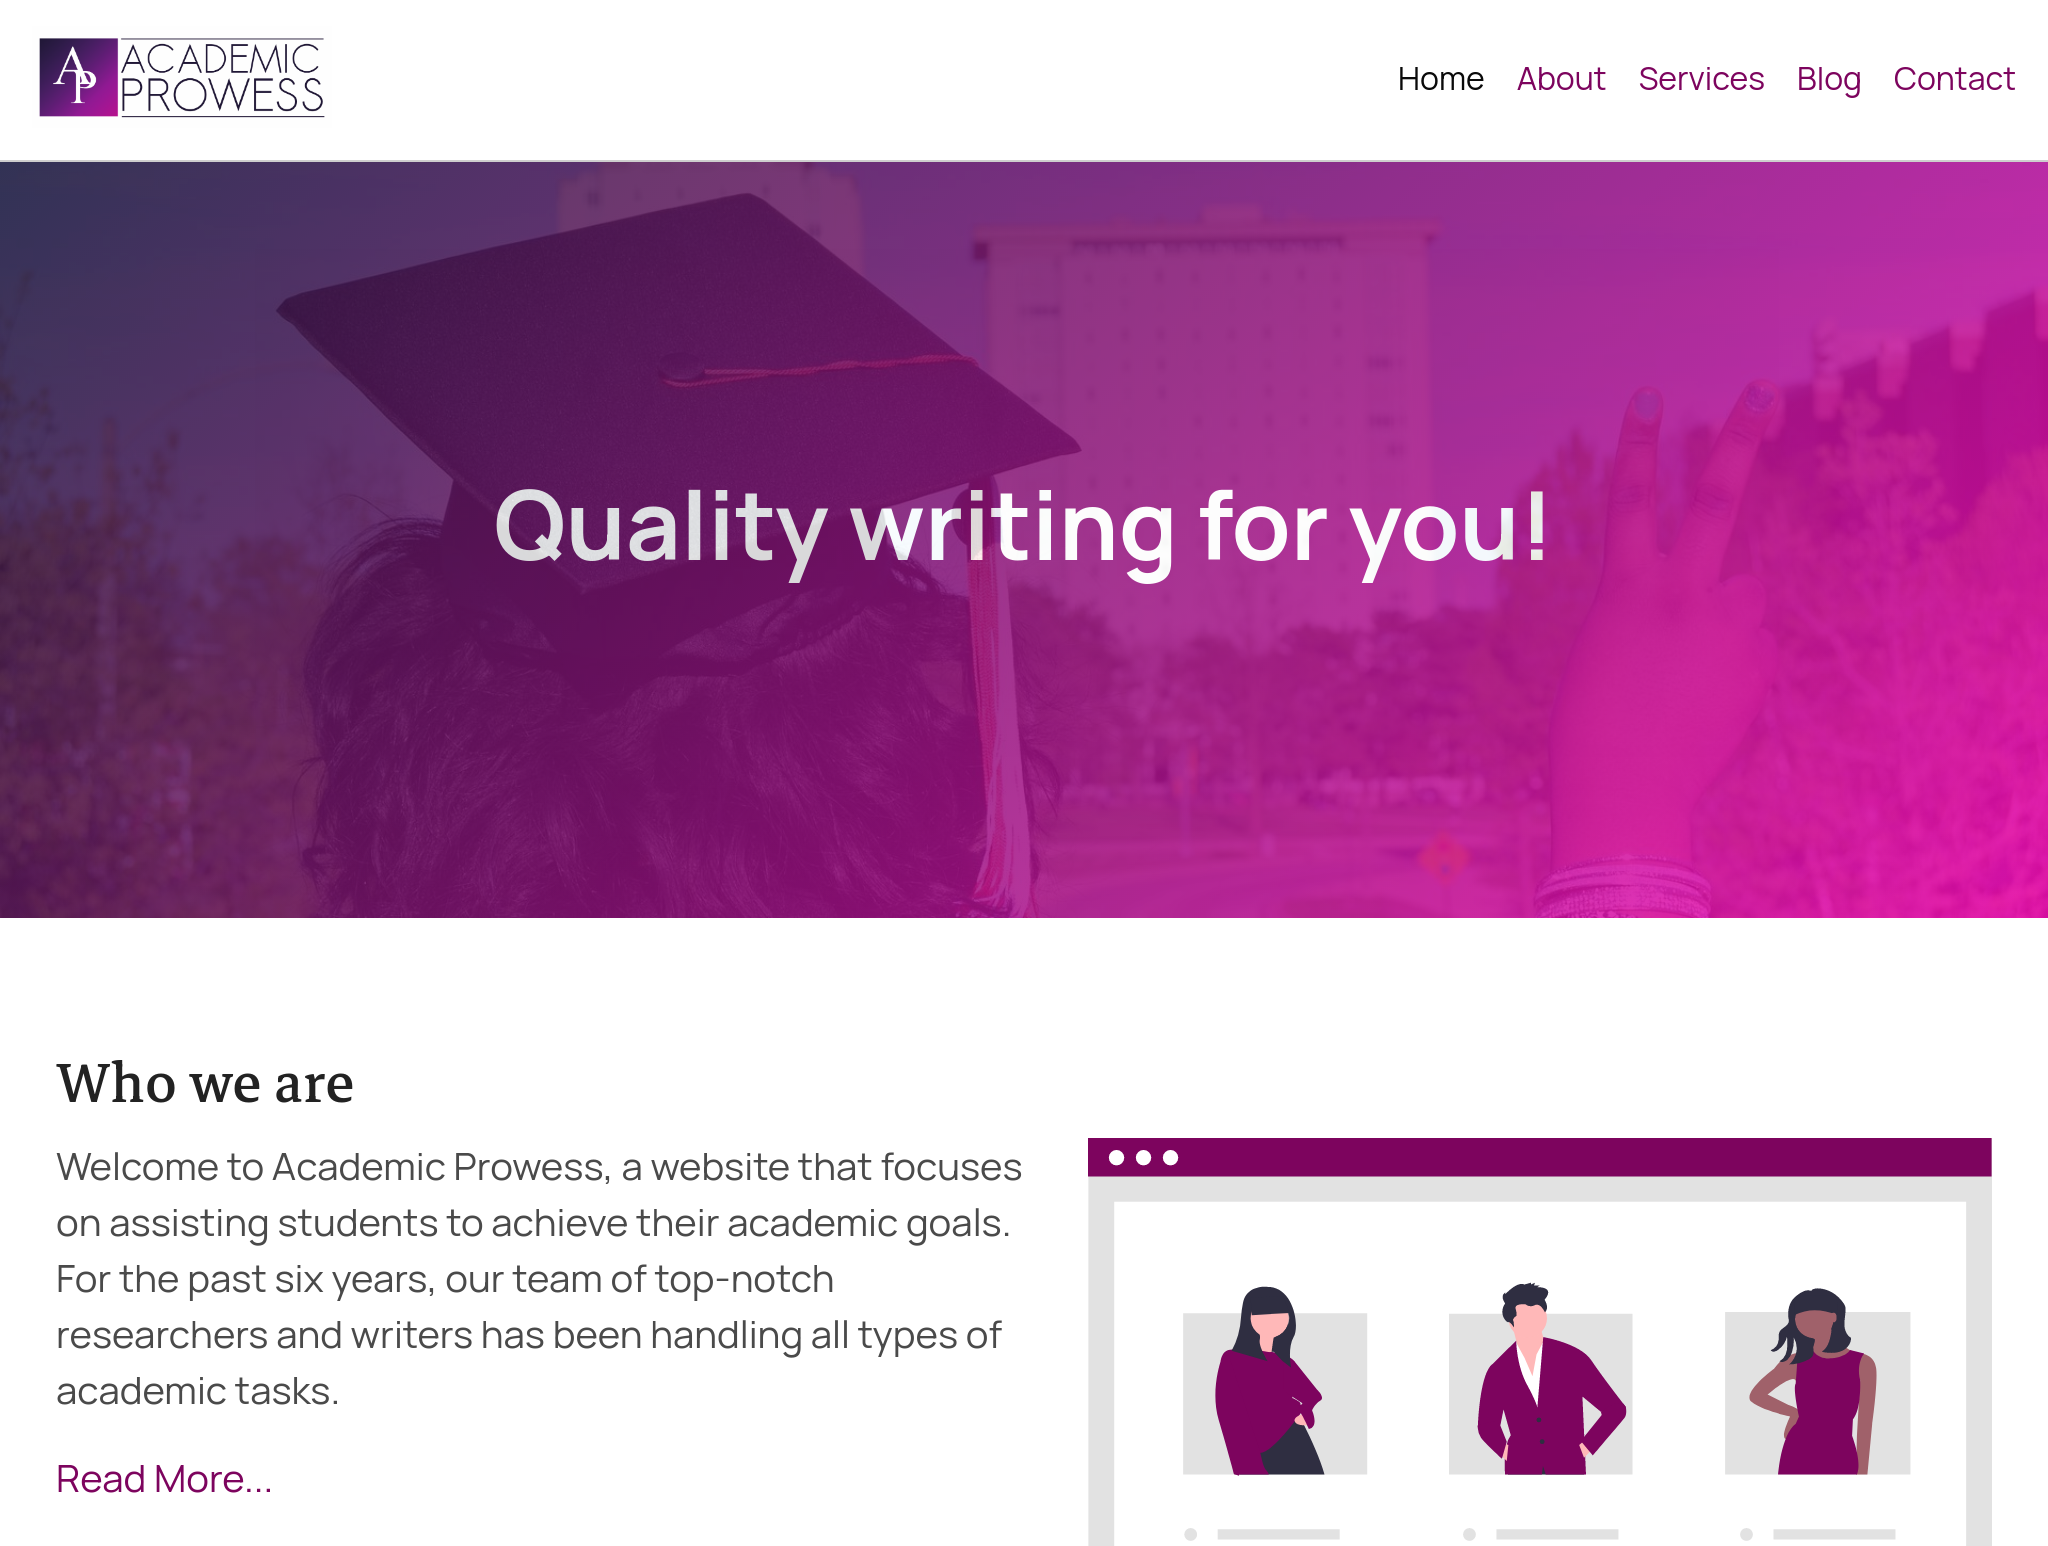 AP ACADEMIC
PROWESS
Home About Services Blog Contact
Quality writing for you!
Who we are
Welcome to Academic Prowess, a website that focuses
on assisting students to achieve their academic goals.
For the past six years, our team of top-notch
researchers and writers has been handling all types of
academic tasks.
Read More...